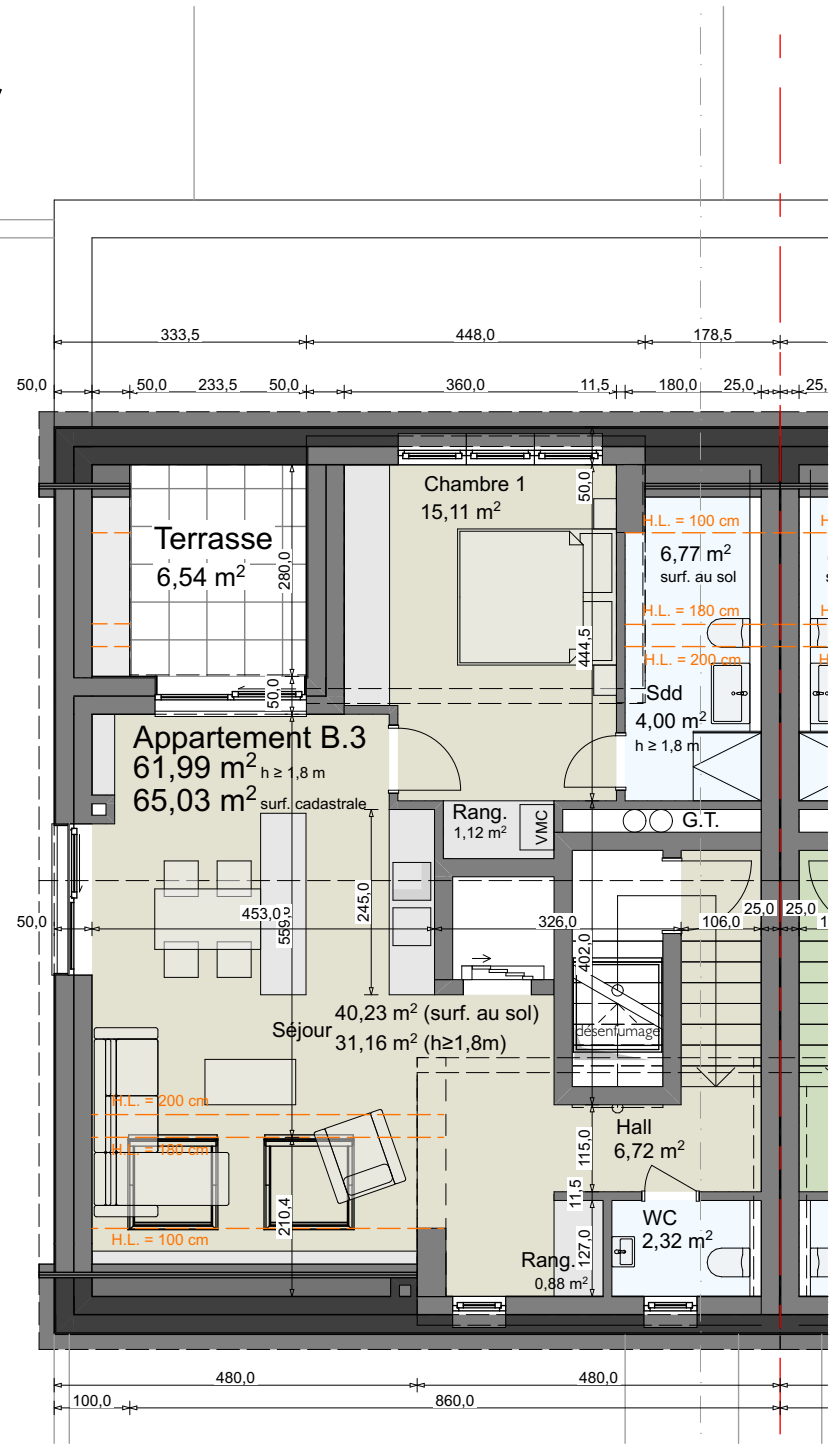 333,5
448,0
178,5
50,0
50,0
233,5
50,0
360,0
11,5
180,0
25,0
25,
Chambre 1
15,11 m²
50,0
H.L. = 100 cm
H
Terrasse
6,54 m²
280,0
6,77 m²
surf. au sol
s
H.L. = 180 cm
H
444,5
H.L. = 200 cm
H
50,0
Sdd
4,00 m²
h ≥ 1,8 m
Appartement B.3
61,99 m² h ≥ 1,8 m
65,03 m² surf. cadastrale
Rang.
1,12 m²
VMC
G.T.
245,0
50,0
453,0
559,6
326,0
106,0
25,0
25,0
1
402,0
40,23 m² (surf. au sol)
Séjour
31,16 m² (h≥1,8m)
désenfumage
H.L. = 200 cm
H.L. = 180 cm
115,0
Hall
6,72 m²
11,5
210,4
H.L. = 100 cm
WC
2,32 m²
127,0
Rang.
0,88 m²
480,0
480,0
100,0
860,0